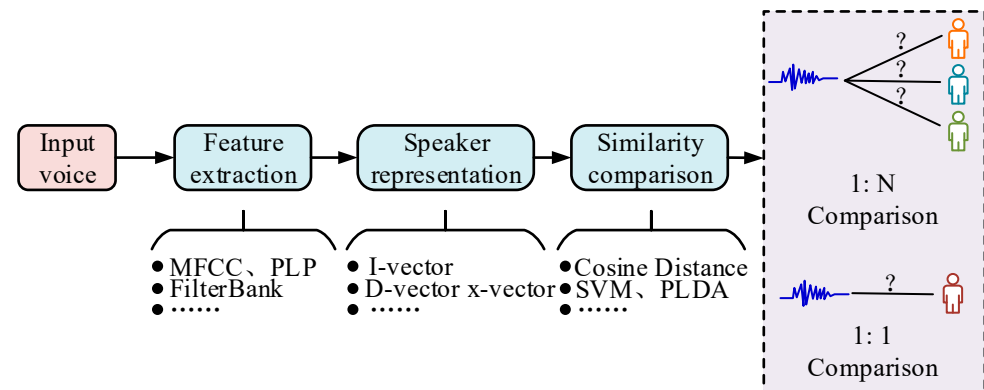 Input
voice
Feature
extraction
Speaker
representation
Similarity
comparison
● MFCC、PLP
● FilterBank
● ……
● I-vector
● D-vector x-vector
● ……
● Cosine Distance
● SVM、PLDA
● ……
?
?
?
1: N
Comparison
?
1: 1
Comparison